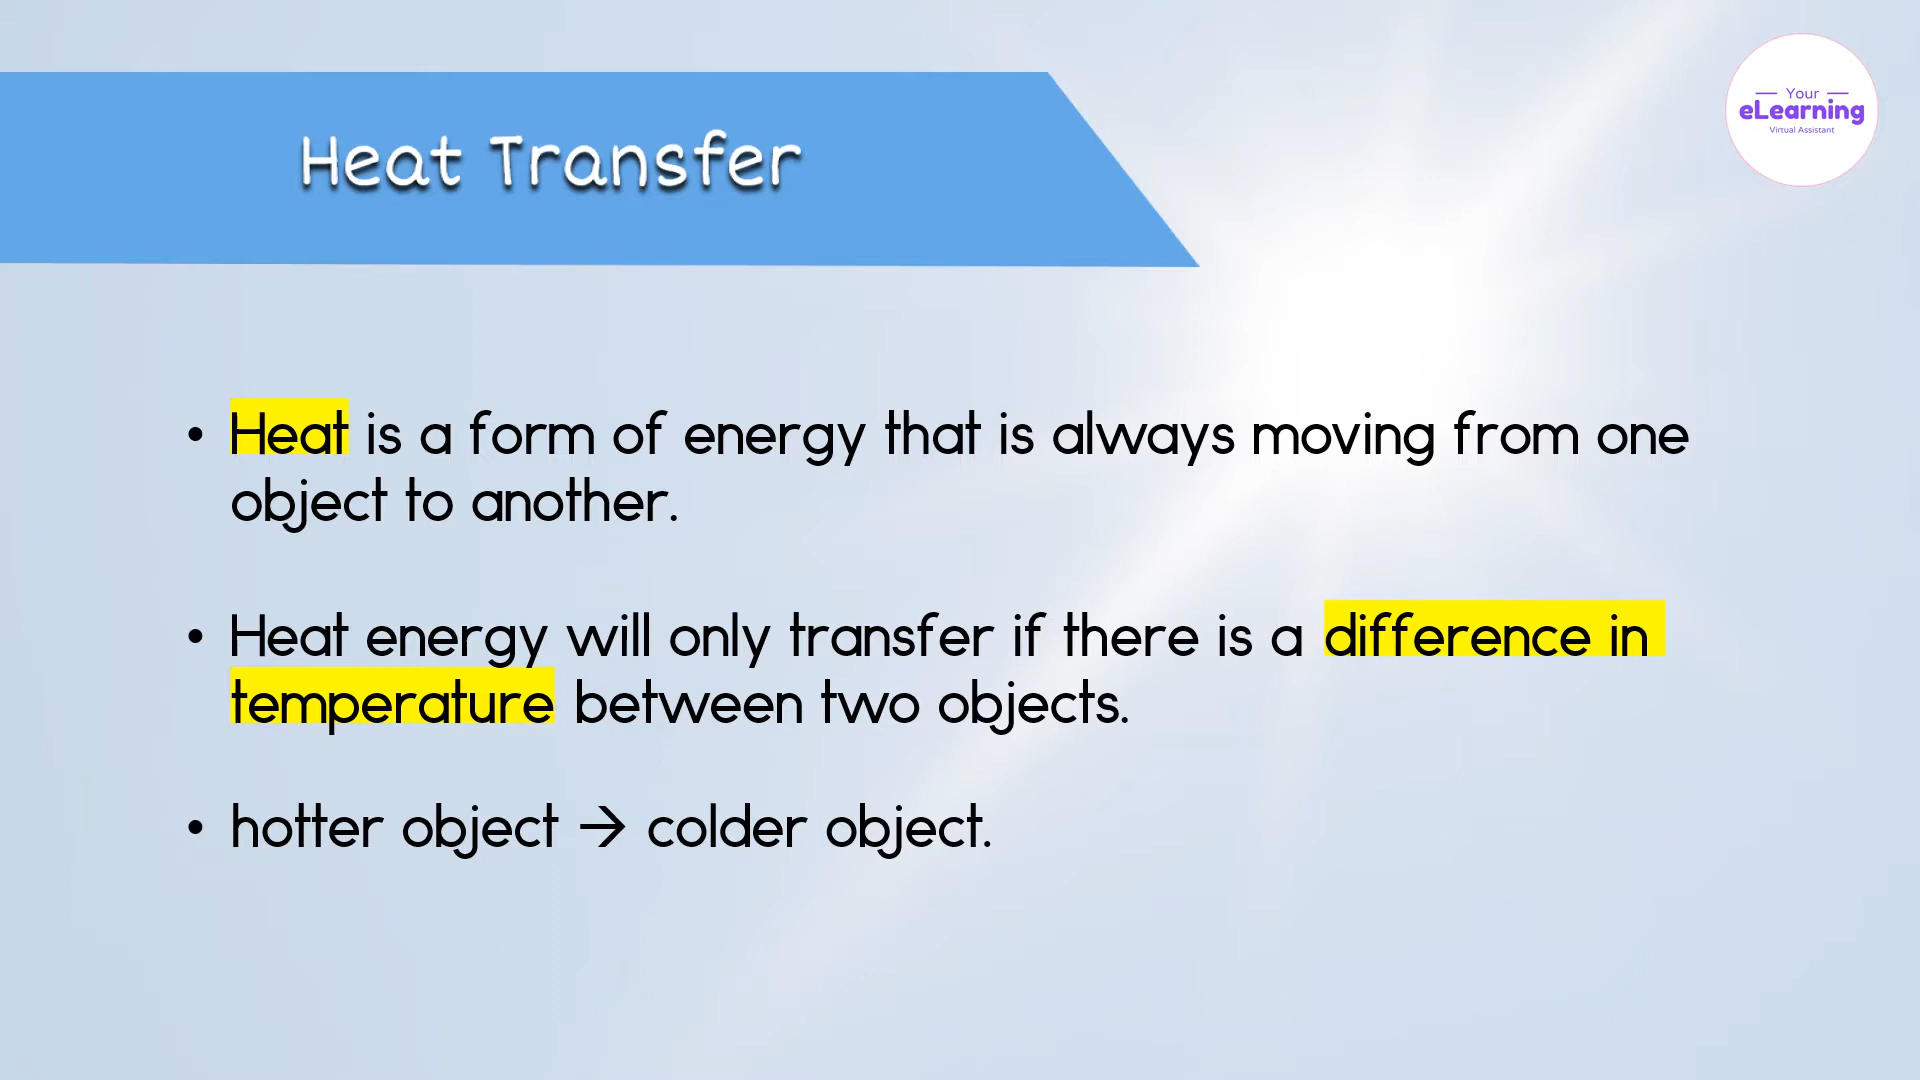 Heat Transfer
Your
eLearning
Virtual Assistant
• Heat is a form of energy that is always moving from one
object to another.
• Heat energy will only transfer if there is a difference in
temperature between two objects.
• hotter object → colder object.